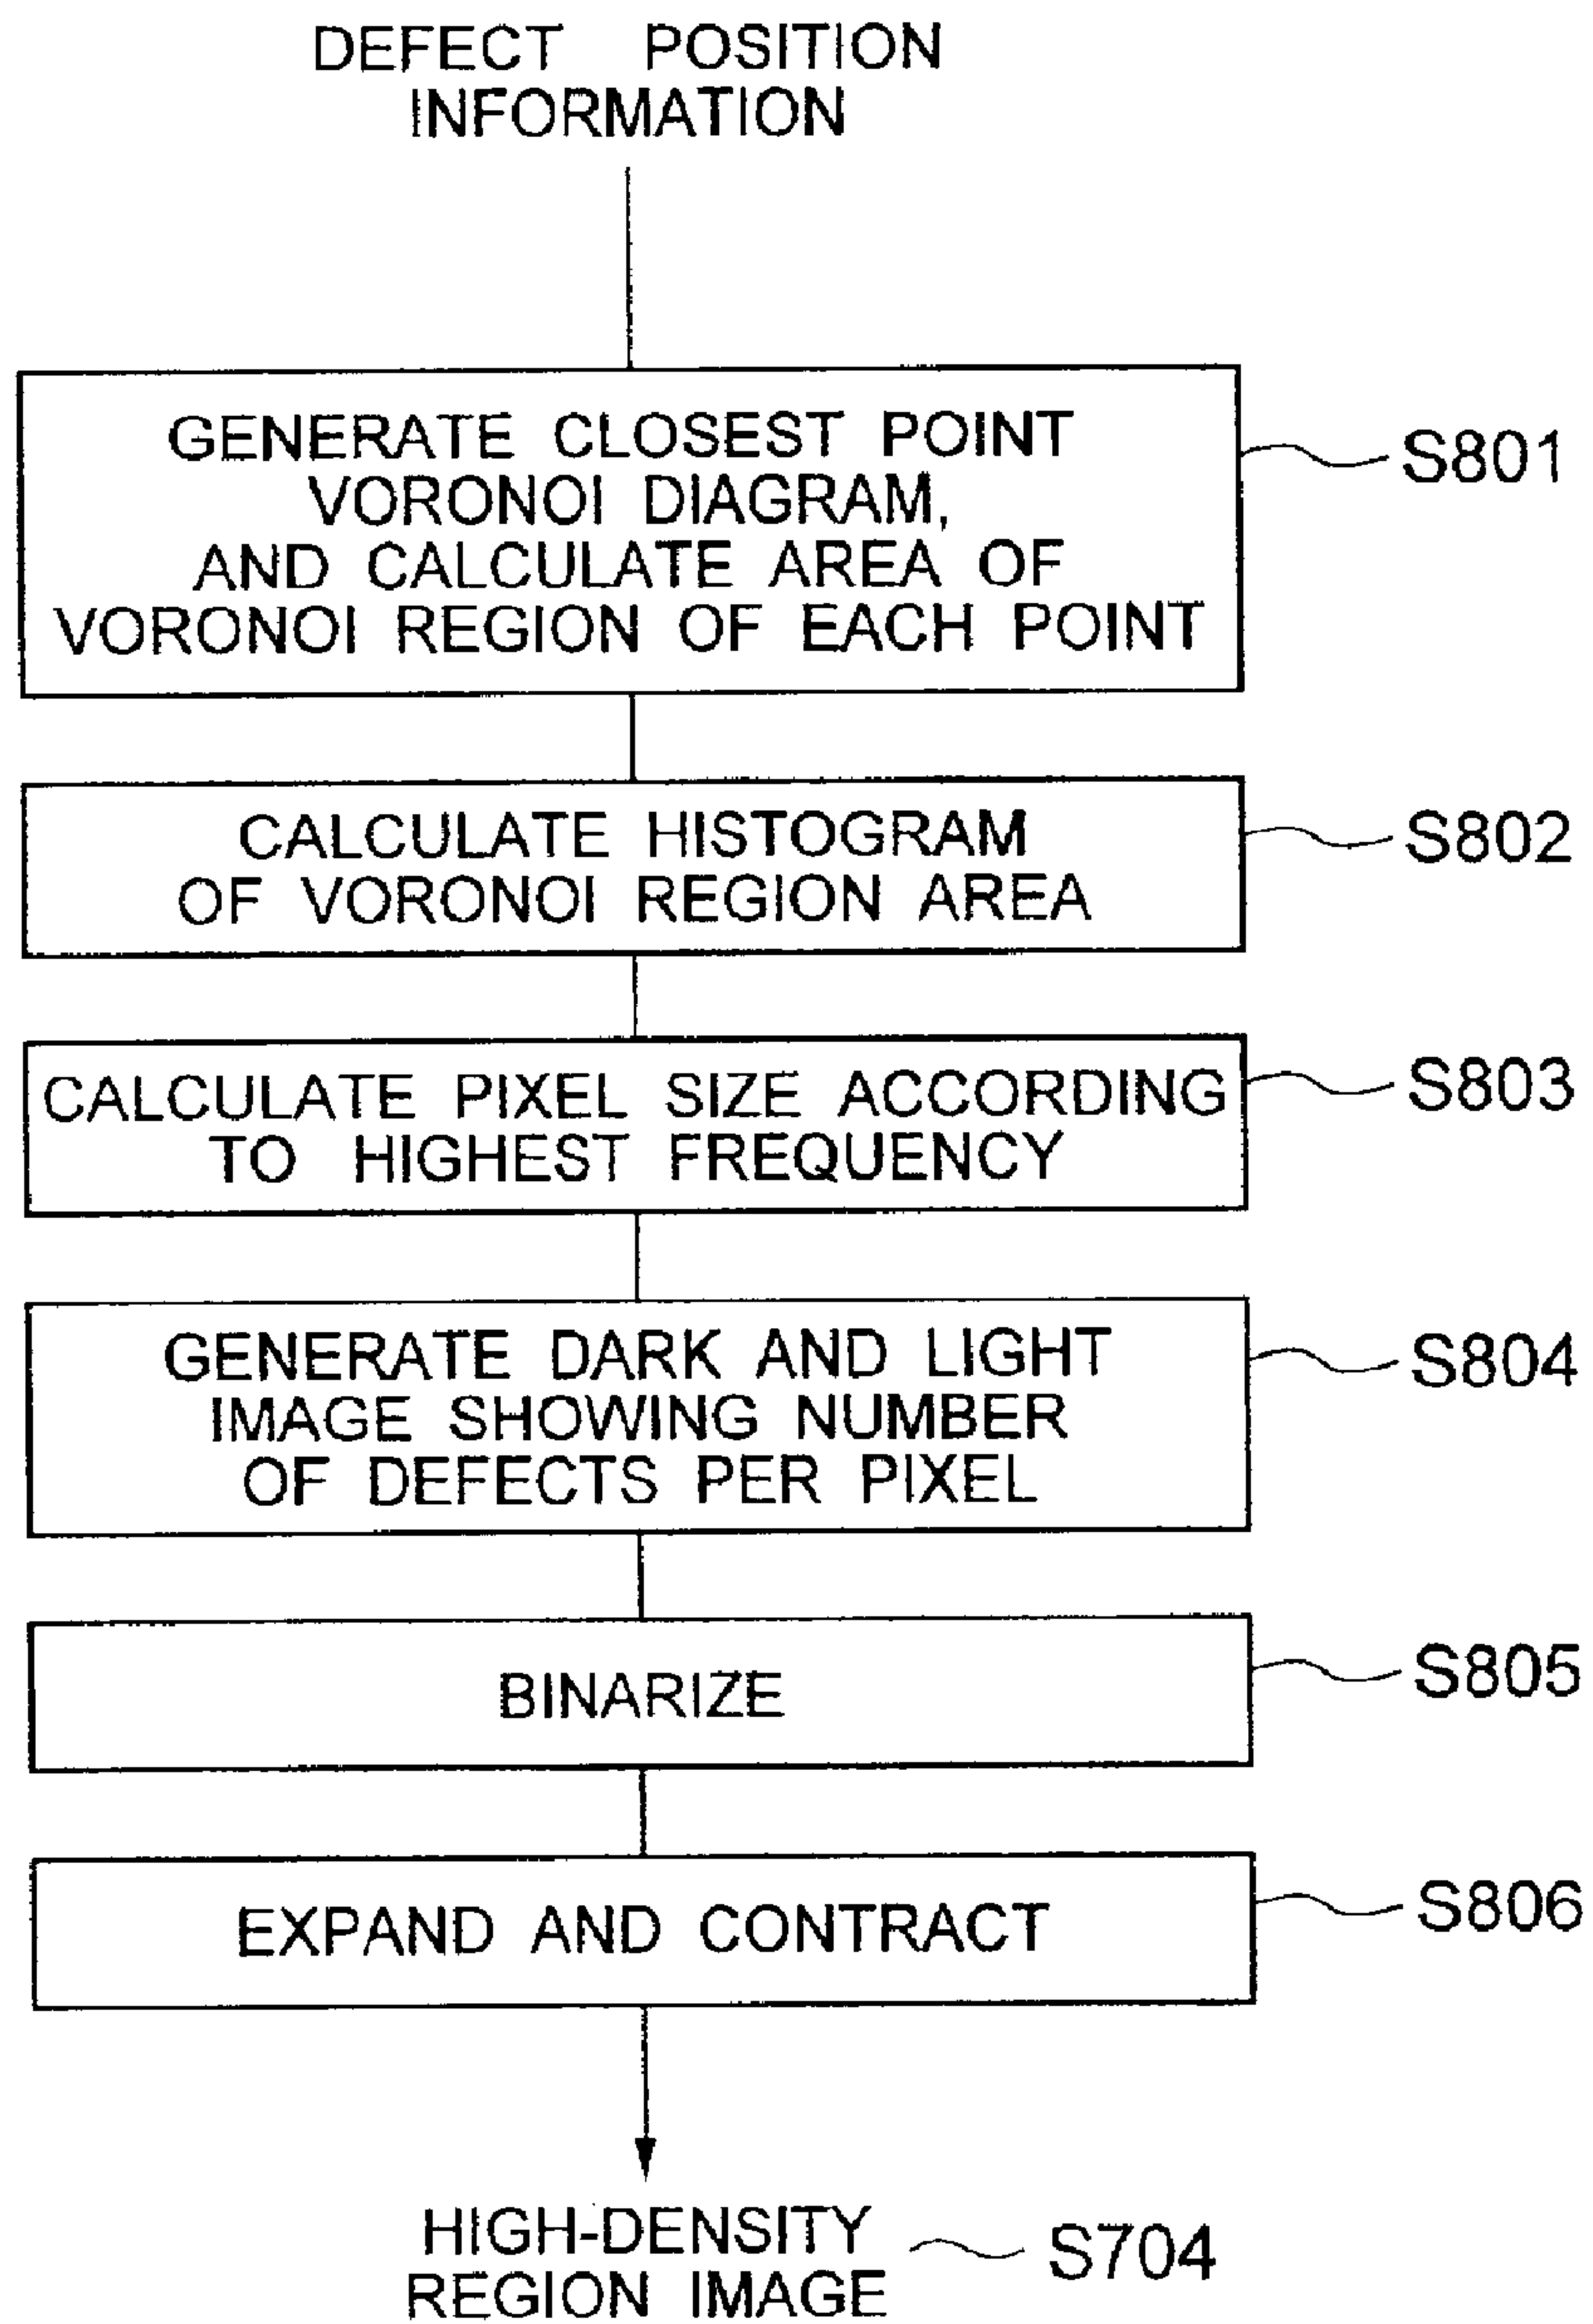 DEFECT POSITION
INFORMATION
GENERATE CLOSEST POINT
VORONOI DIAGRAM,
AND CALCULATE AREA OF
VORONOI REGION OF EACH POINT
S801
CALCULATE HISTOGRAM
OF VORONOI REGION AREA
S802
CALCULATE PIXEL SIZE ACCORDING
TO HIGHEST FREQUENCY
S803
GENERATE DARK AND LIGHT
IMAGE SHOWING NUMBER
OF DEFECTS PER PIXEL
S804
BINARIZE
S805
EXPAND AND CONTRACT
S806
HIGH-DENSITY
REGION IMAGE
S704